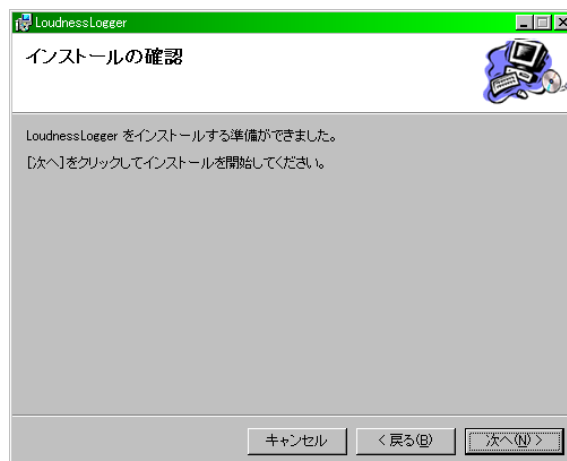 LoudnessLogger
インストールの確認
LoudnessLogger をインストールする準備ができました。
[次へ]をクリックしてインストールを開始してください。
キャンセル
< 戻る(B)
次へ(N) >